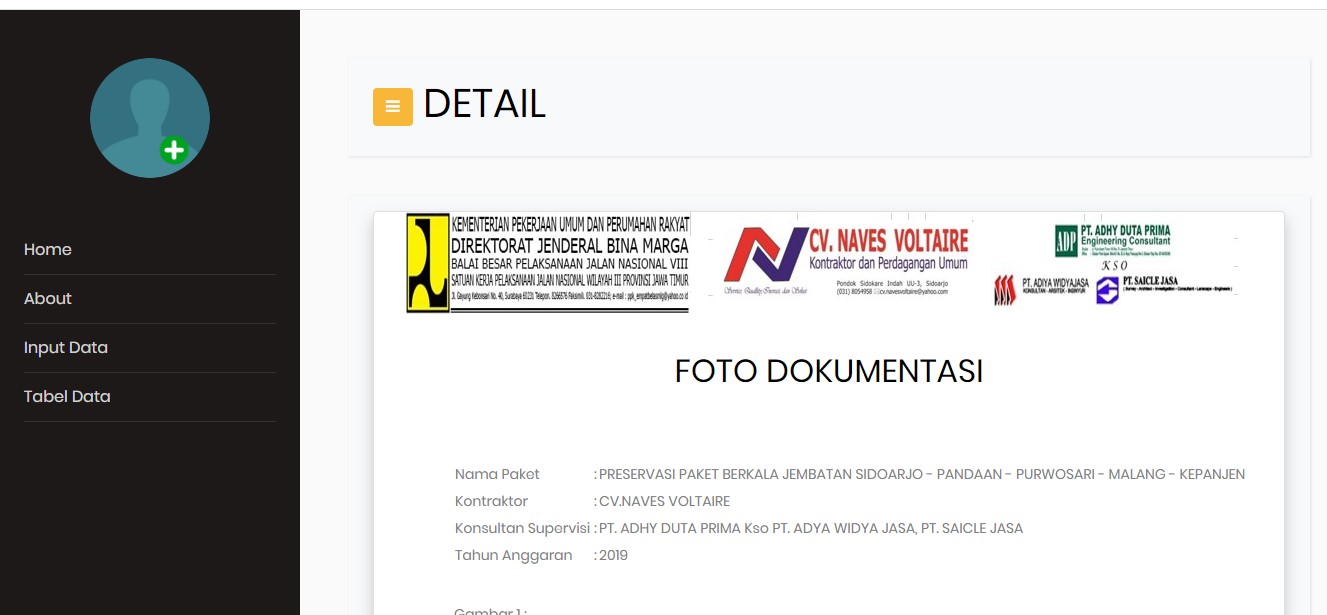 DETAIL
Home
About
Input Data
Tabel Data
KEMENTERIAN PEKERJAAN UMUM DAN PERUMAHAN RAKYAT
DIREKTORAT JENDERAL BINA MARGA
BALAI BESAR PELAKSANAAN JALAN NASIONAL VIII
SATUAN KERJA PELAKSANAAN JALAN NASIONAL WILAYAH III PROVINSI JAWA TIMUR
CV. NAVES VOLTAIRE
Kontraktor dan Perdagangan Umum
Pondok Sidokare Indah UU-3, Sidoarjo
(031) 8054958 cv.navesvoltaire@yahoo.com
ADP
PT. ADHY DUTA PRIMA
Engineering Consultant
KSO
PT. ADIYA WIDYAJASA
PT. SAICLE JASA
FOTO DOKUMENTASI
Nama Paket : PRESERVASI PAKET BERKALA JEMBATAN SIDOARJO - PANDAAN - PURWOSARI - MALANG - KEPANJEN
Kontraktor : CV.NAVES VOLTAIRE
Konsultan Supervisi : PT. ADHY DUTA PRIMA Kso PT. ADYA WIDYA JASA, PT. SAICLE JASA
Tahun Anggaran : 2019
Gambar 1 :